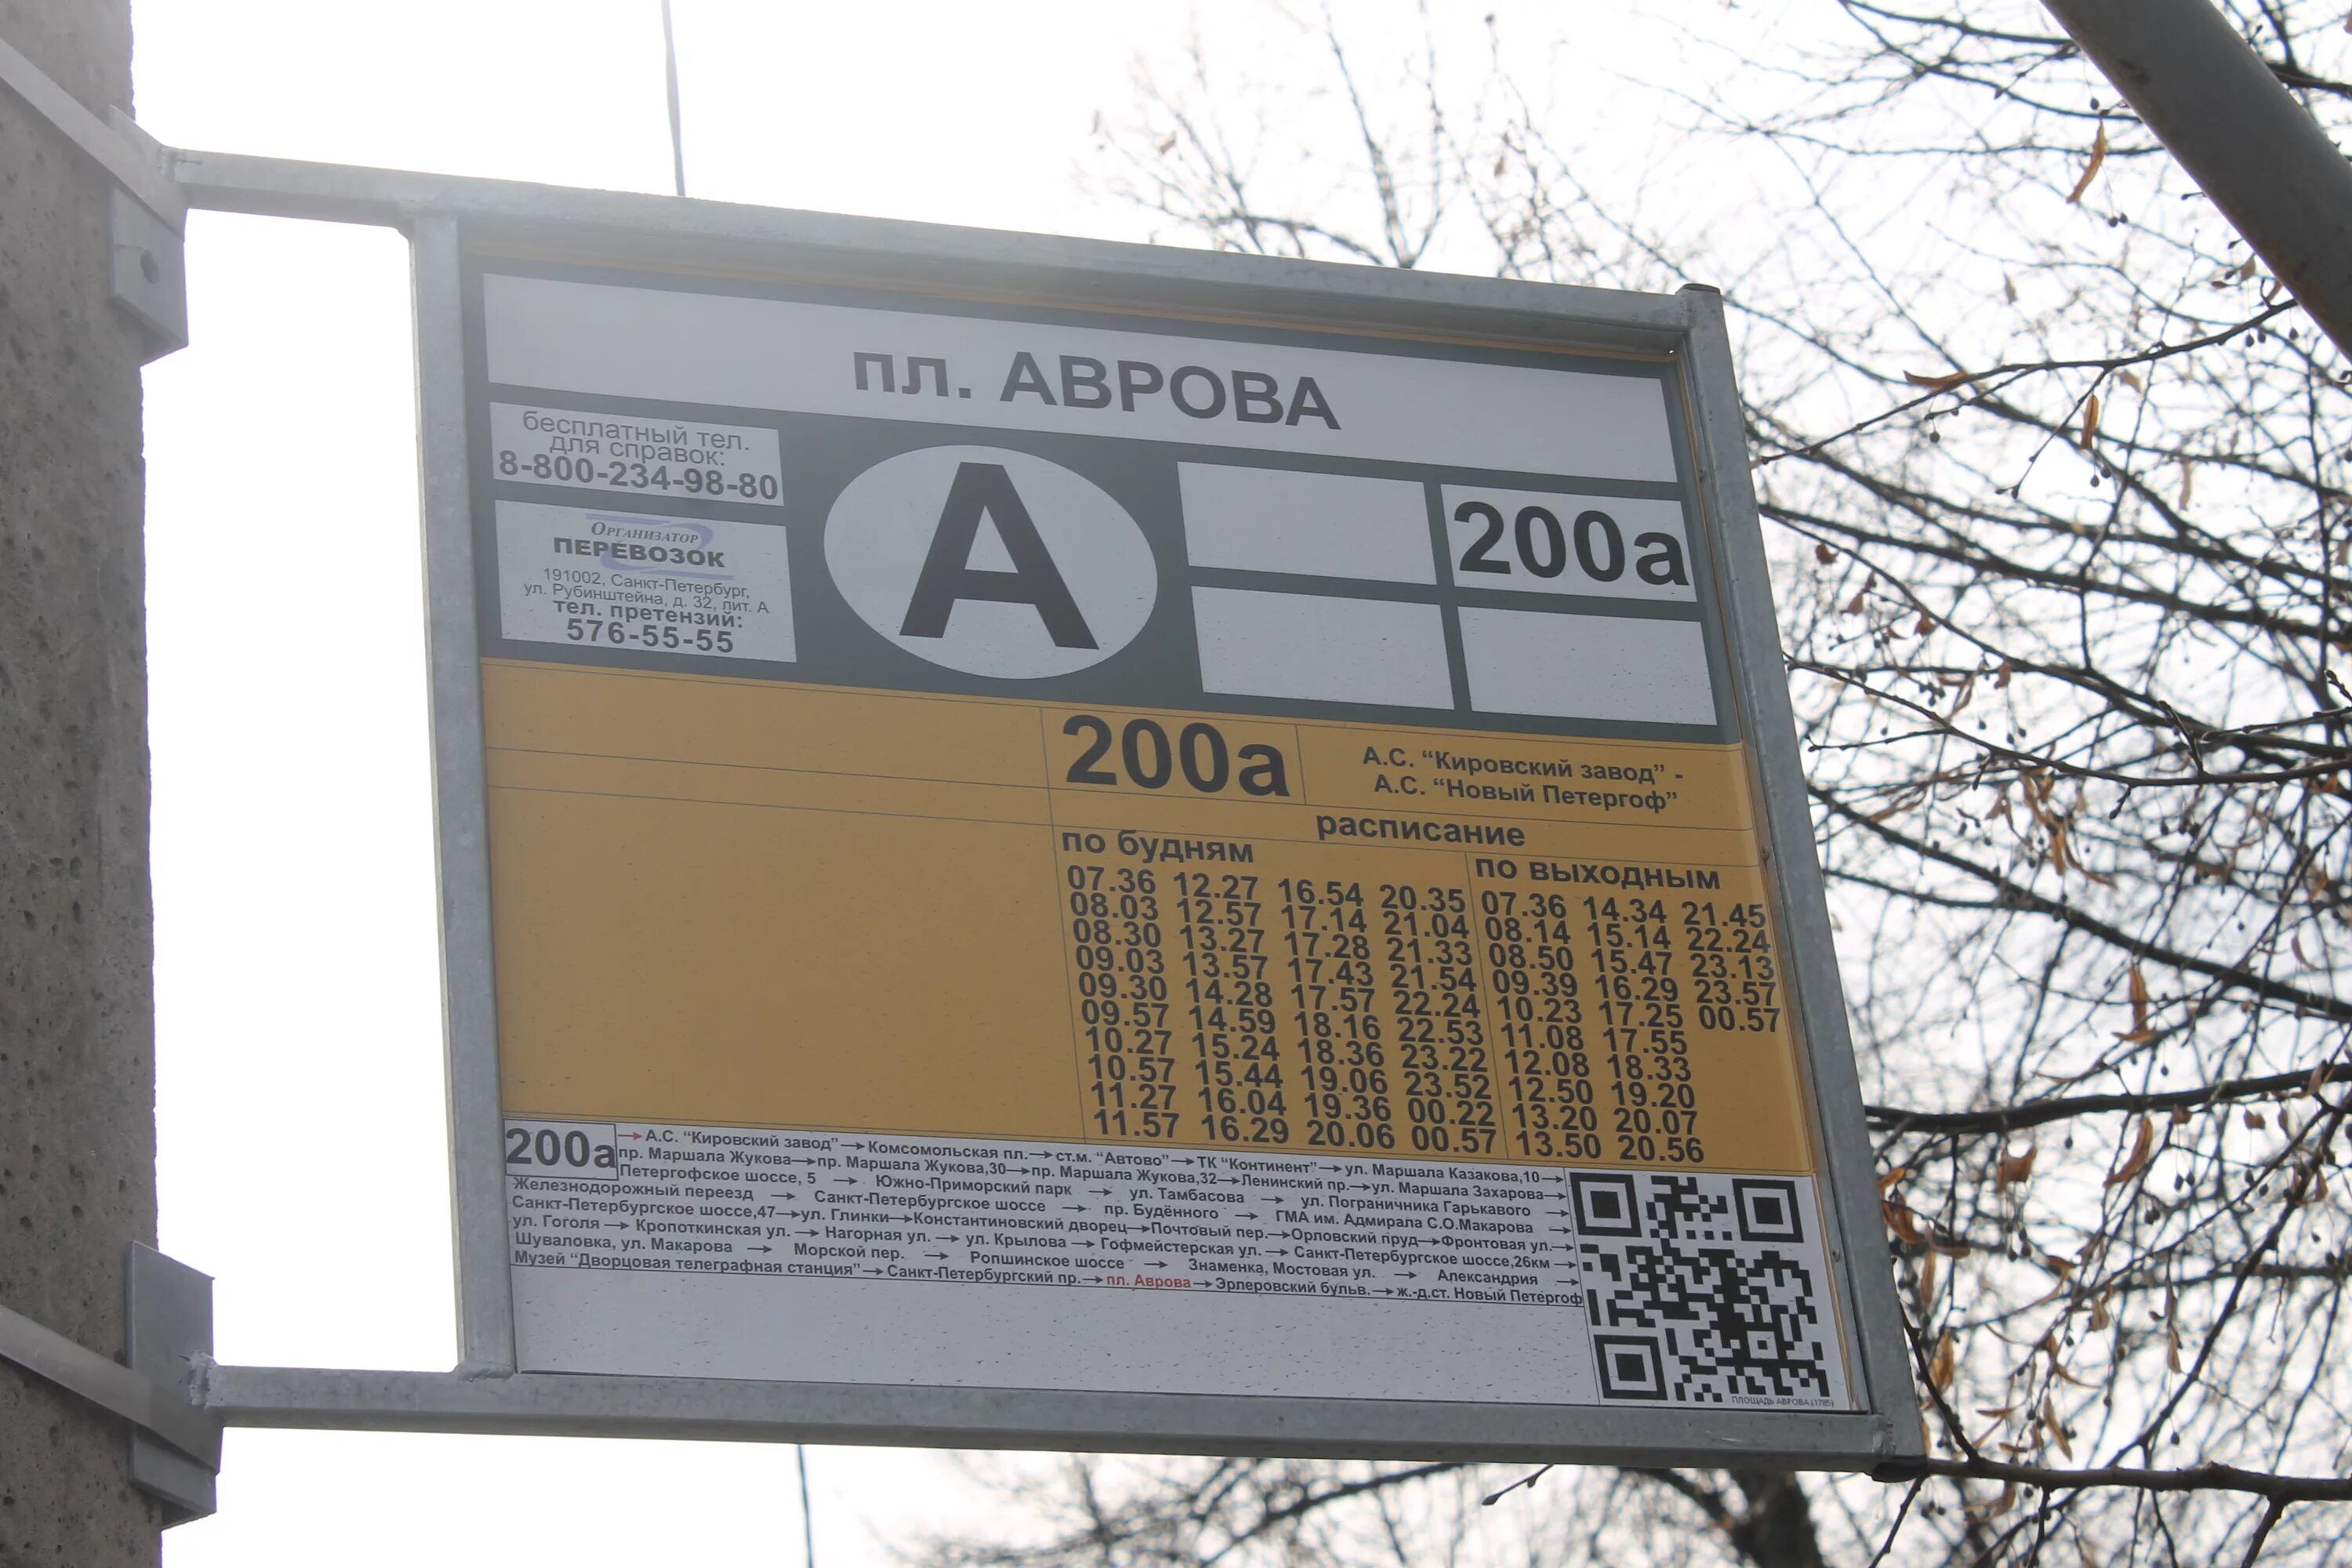 пл. АВРОВА
бесплатный тел.
для справок:
8-800-234-98-80
Организатор
ПЕРЕВОЗОК
191002, Санкт-Петербург,
ул. Рубинштейна, д. 32, лит. А
тел. претензий:
576-55-55
А
200а
200а
А.С. “Кировский завод” -
А.С. “Новый Петергоф”
расписание
по будням
07.36 12.27 16.54 20.35
08.03 12.57 17.14 21.04
08.30 13.27 17.28 21.33
09.03 13.57 17.43 21.54
09.30 14.28 17.57 22.24
09.57 14.59 18.16 22.53
10.27 15.24 18.36 23.22
10.57 15.44 19.06 23.52
11.27 16.04 19.36 00.22
11.57 16.29 20.06 00.57
по выходным
07.36 14.34 21.45
08.14 15.14 22.24
08.50 15.47 23.13
09.39 16.29 23.57
10.23 17.25 00.57
11.08 17.55
12.08 18.33
12.50 19.20
13.20 20.07
13.50 20.56
200а
→А.С. “Кировский завод”→Комсомольская пл.→ст.м. “Автово”→ТК “Континент”→ул. Маршала Казакова,10→
пр. Маршала Жукова→пр. Маршала Жукова,30→пр. Маршала Жукова,32→Ленинский пр.→ул. Маршала Захарова→
Петергофское шоссе, 5 → Южно-Приморский парк → ул. Тамбасова → ул. Пограничника Гарькавого →
Железнодорожный переезд → Санкт-Петербургское шоссе → пр. Будённого → ГМА им. Адмирала С.О.Макарова →
Санкт-Петербургское шоссе,47→ул. Глинки→Константиновский дворец→Почтовый пер.→Орловский пруд→Фронтовая ул.→
ул. Гоголя→Кропоткинская ул.→Нагорная ул.→ул. Крылова→Гофмейстерская ул.→Санкт-Петербургское шоссе,26км→
Шуваловка, ул. Макарова → Морской пер. → Ропшинское шоссе → Знаменка, Мостовая ул. → Александрия →
Музей “Дворцовая телеграфная станция”→Санкт-Петербургский пр.→пл. Аврова→Эрлеровский бульв.→ж.-д.ст. Новый Петергоф
ПЛОЩАДЬ АВРОВА (1785)